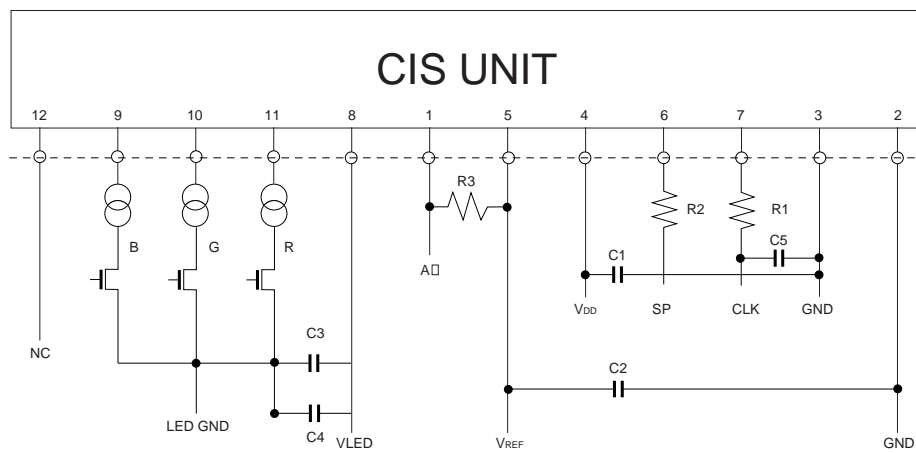 CIS UNIT
12 9 10 11 8 1 5 4 6 7 3 2
R3
R2 R1
B G R
C5
C1
A
VDD SP CLK GND
C3
NC
C2
LED GND
C4
VLED
VREF
GND